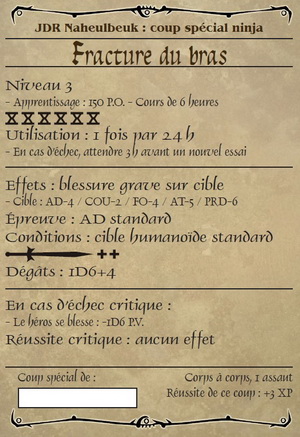 JDR Naheulbeuk : coup spécial ninja
Fracture du bras
Niveau 3
- Apprentissage : 150 P.O. - Cours de 6 heures
Utilisation : 1 fois par 24 h
- En cas d'échec, attendre 3 h avant un nouvel essai
Effets : blessure grave sur cible
- Cible : AD-4 / COU-2 / FO-4 / AT-5 / PRD-6
Épreuve : AD standard
Conditions : cible humanoïde standard
++
Dégâts : 1D6+4
En cas d'échec critique :
- Le héros se blesse : -1D6 P.V.
Réussite critique : aucun effet
Coup spécial de :
Corps à corps, 1 assaut
Réussite de ce coup : +3 XP